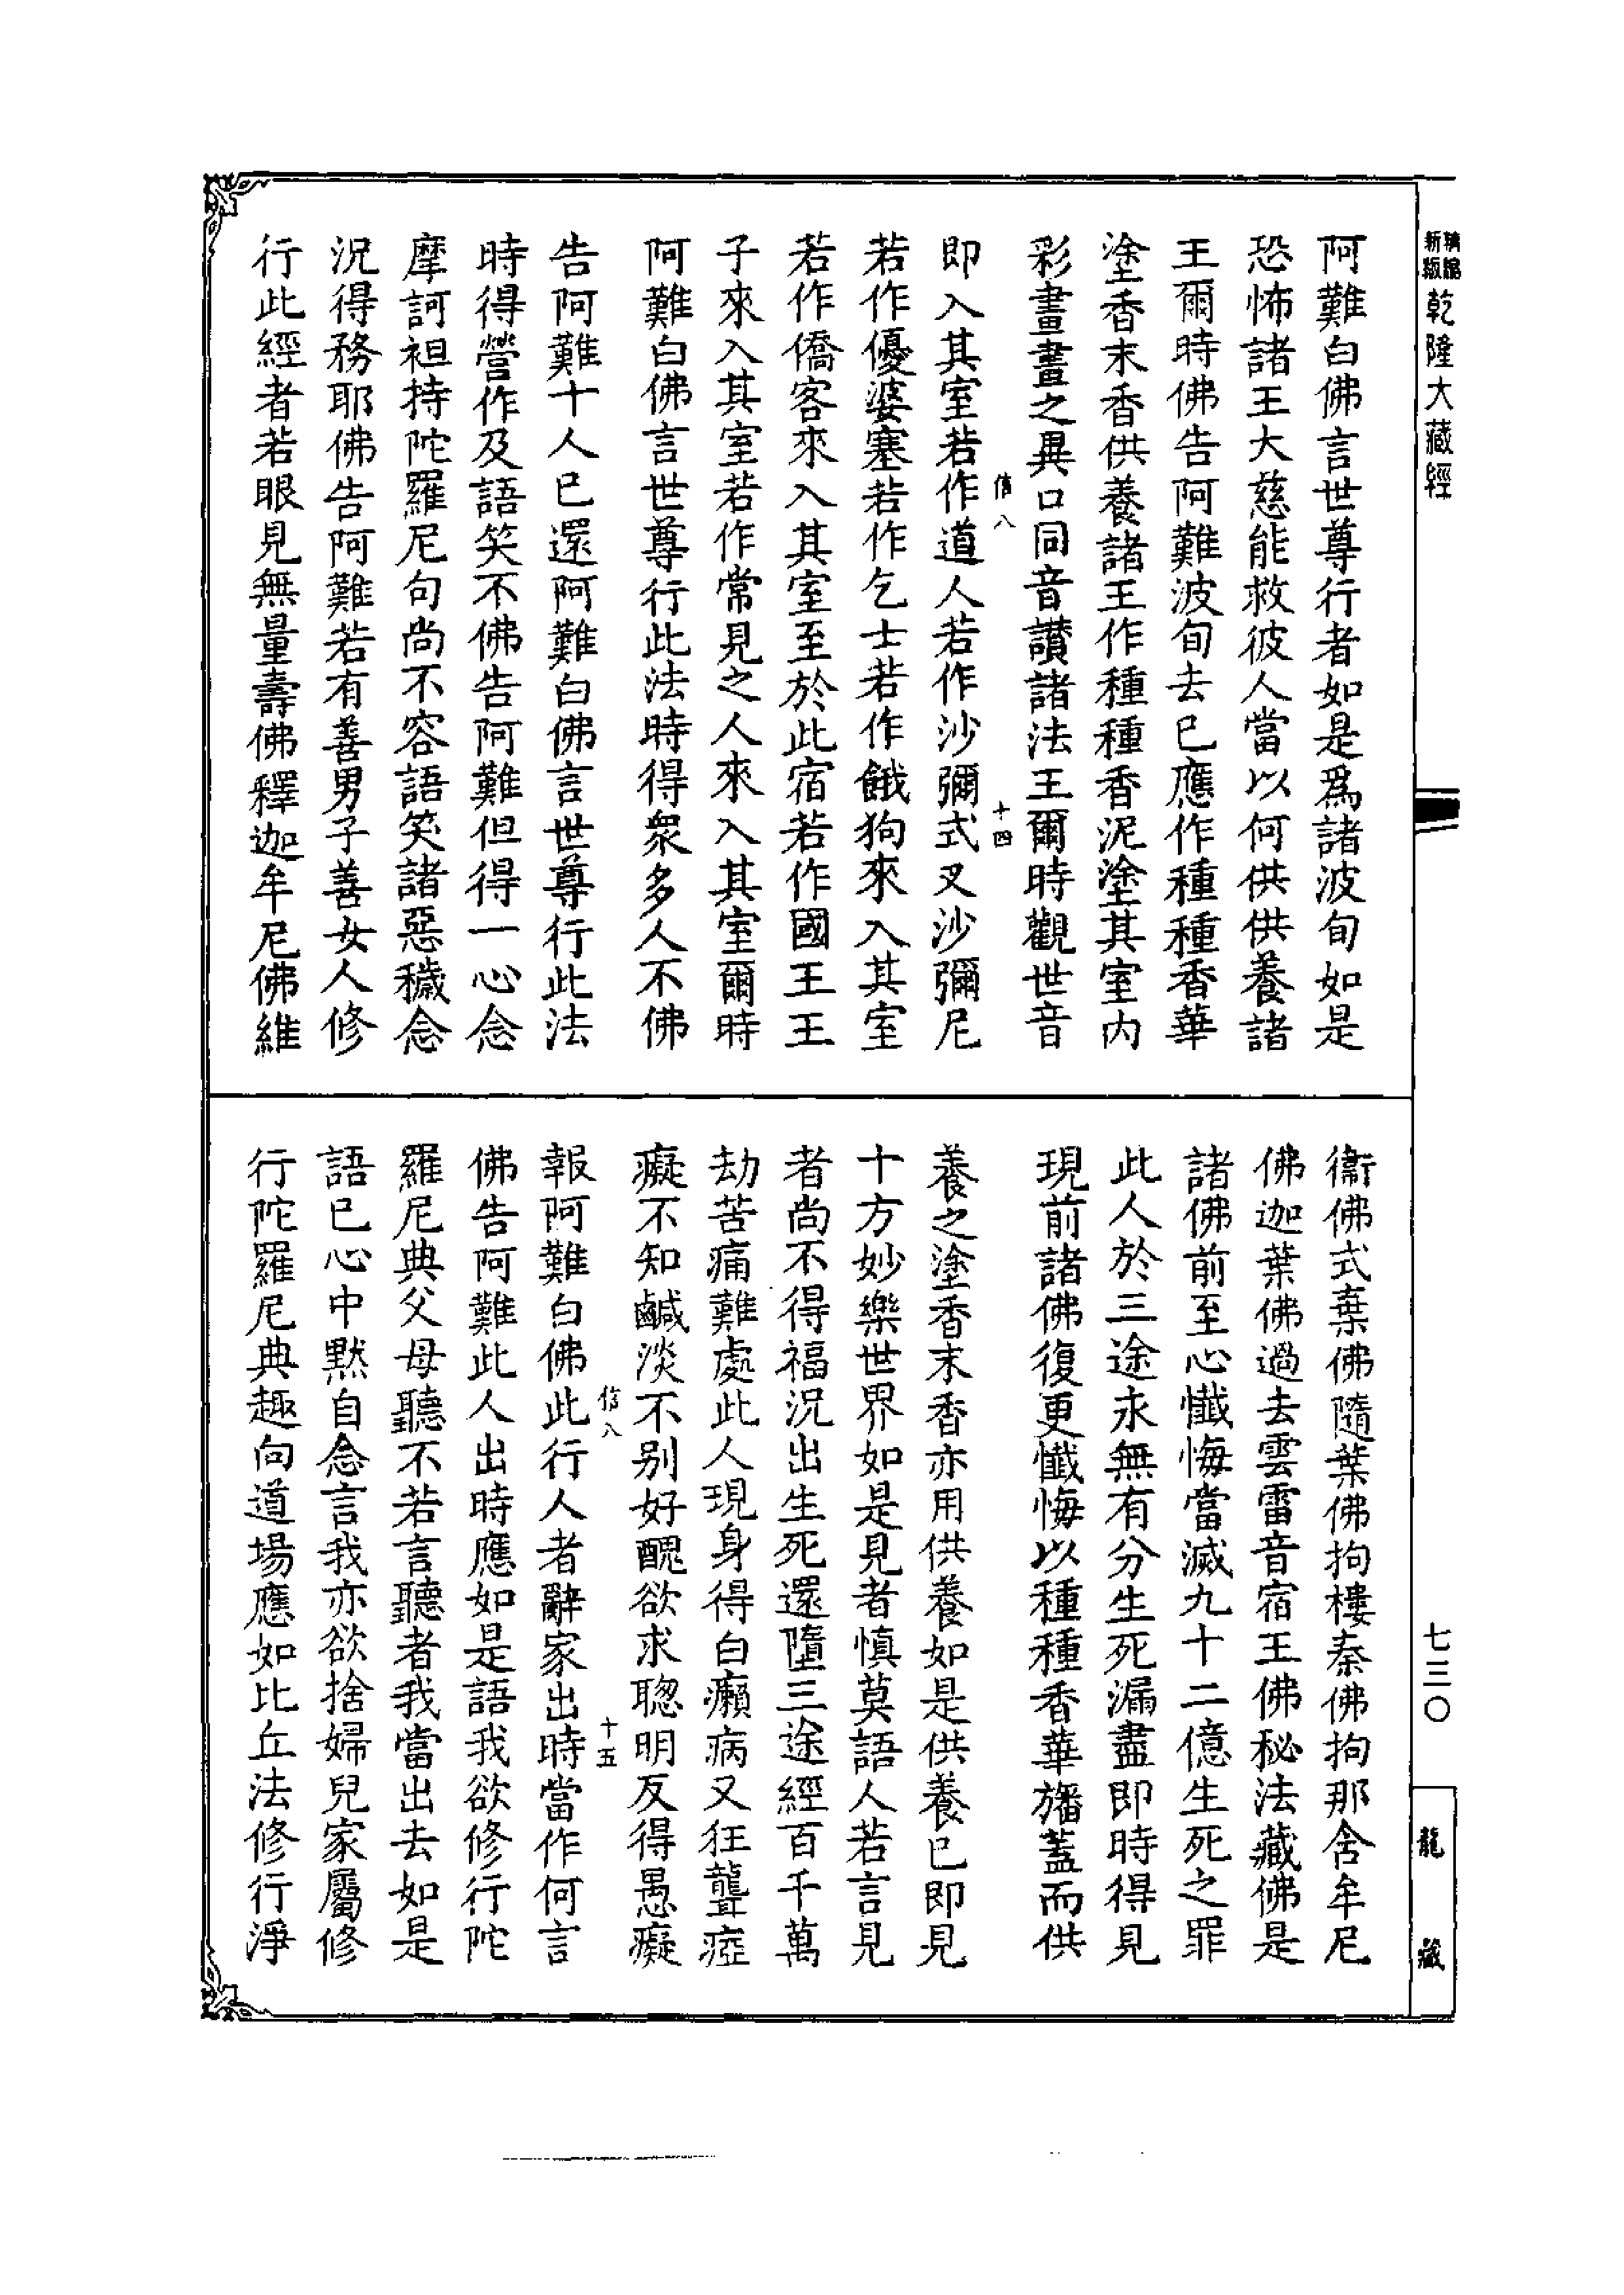 新編
新版
乾隆大藏經
阿難白佛言世尊行者如是爲諸波旬如是
恐怖諸王大慈能救彼人當以何供供養諸
王爾時佛告阿難波旬去已應作種種香華
塗香末香供養諸王作種種香泥塗其室內
彩畫畫之具口同音讚諸法王爾時觀世音
信八
十四
即入其室若作道人若作沙彌式叉沙彌尼
若作優婆塞若作乞士若作餓狗來入其室
若作僑客來入其室至於此宿若作國王王
子來入其室若作常見之人來入其室爾時
阿難白佛言世尊行此法時得衆多人不佛
告阿難十人已還阿難白佛言世尊行此法
時得營作及語笑不佛告阿難但得一心念
摩訶袒持陀羅尼句尚不容語笑諸惡穢念
況得務耶佛告阿難若有善男子善女人修
行此經者若眼見無量壽佛釋迦牟尼佛維
衞佛式棄佛隨葉佛拘樓秦佛拘那含牟尼
佛迦葉佛過去雲雷音宿王佛秘法藏佛是
諸佛前至心懺悔當滅九十二億生死之罪
此人於三途永無有分生死漏盡即時得見
現前諸佛復更懺悔以種種香華旛蓋而供
養之塗香末香亦用供養如是供養已即見
十方妙樂世界如是見者慎莫語人若言見
者尚不得福況出生死還墮三途經百千萬
劫苦痛難處此人現身得白癩病又狂聾瘂
癡不知鹹淡不别好醜欲求聰明反得愚癡
信八
十五
報阿難白佛此行人者辭家出時當作何言
佛告阿難此人出時應如是語我欲修行陀
羅尼典父母聽不若言聽者我當出去如是
語已心中默自念言我亦欲捨婦兒家屬修
行陀羅尼典趣向道場應如比丘法修行淨
七三〇
龍藏